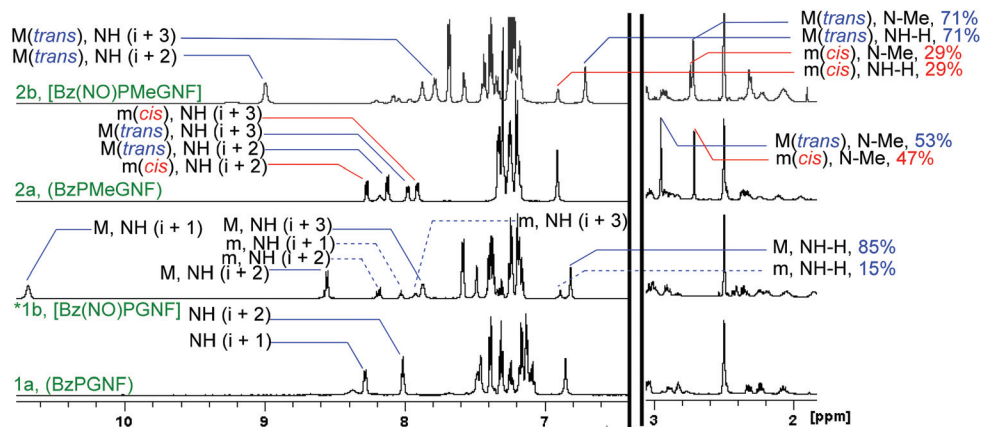 M(trans), NH (i + 3)
M(trans), NH (i + 2)
2b, [Bz(NO)PMeGNF]
M(trans), N-Me, 71%
M(trans), NH-H, 71%
m(cis), N-Me, 29%
m(cis), NH-H, 29%
m(cis), NH (i + 3)
M(trans), NH (i + 3)
M(trans), NH (i + 2)
m(cis), NH (i + 2)
2a, (BzPMeGNF)
M(trans), N-Me, 53%
m(cis), N-Me, 47%
M, NH (i + 1)
M, NH (i + 3)
m, NH (i + 1)
m, NH (i + 2)
M, NH (i + 2)
m, NH (i + 3)
M, NH-H, 85%
m, NH-H, 15%
*1b, [Bz(NO)PGNF]
NH (i + 2)
NH (i + 1)
1a, (BzPGNF)
10 9 8 7 3 2 [ppm]